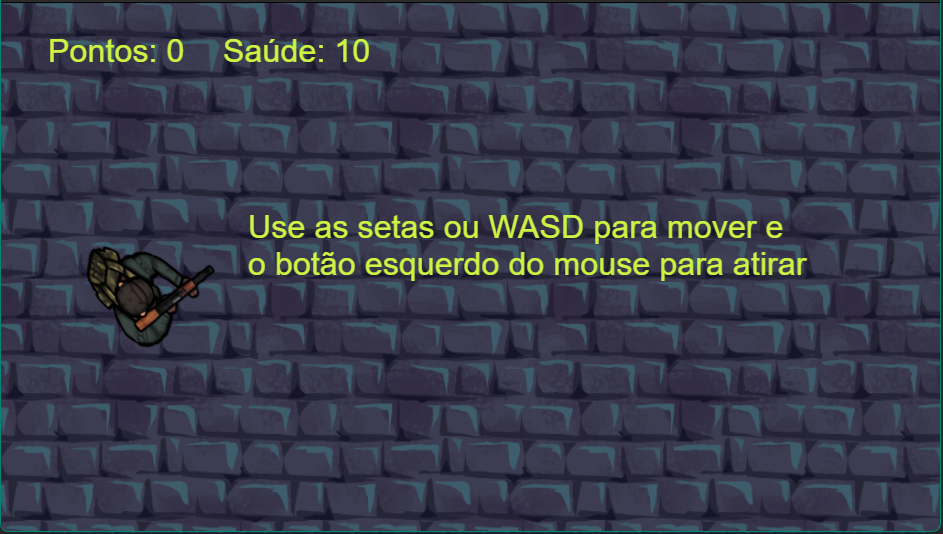 Pontos: 0 Saúde: 10
Use as setas ou WASD para mover e
o botão esquerdo do mouse para atirar